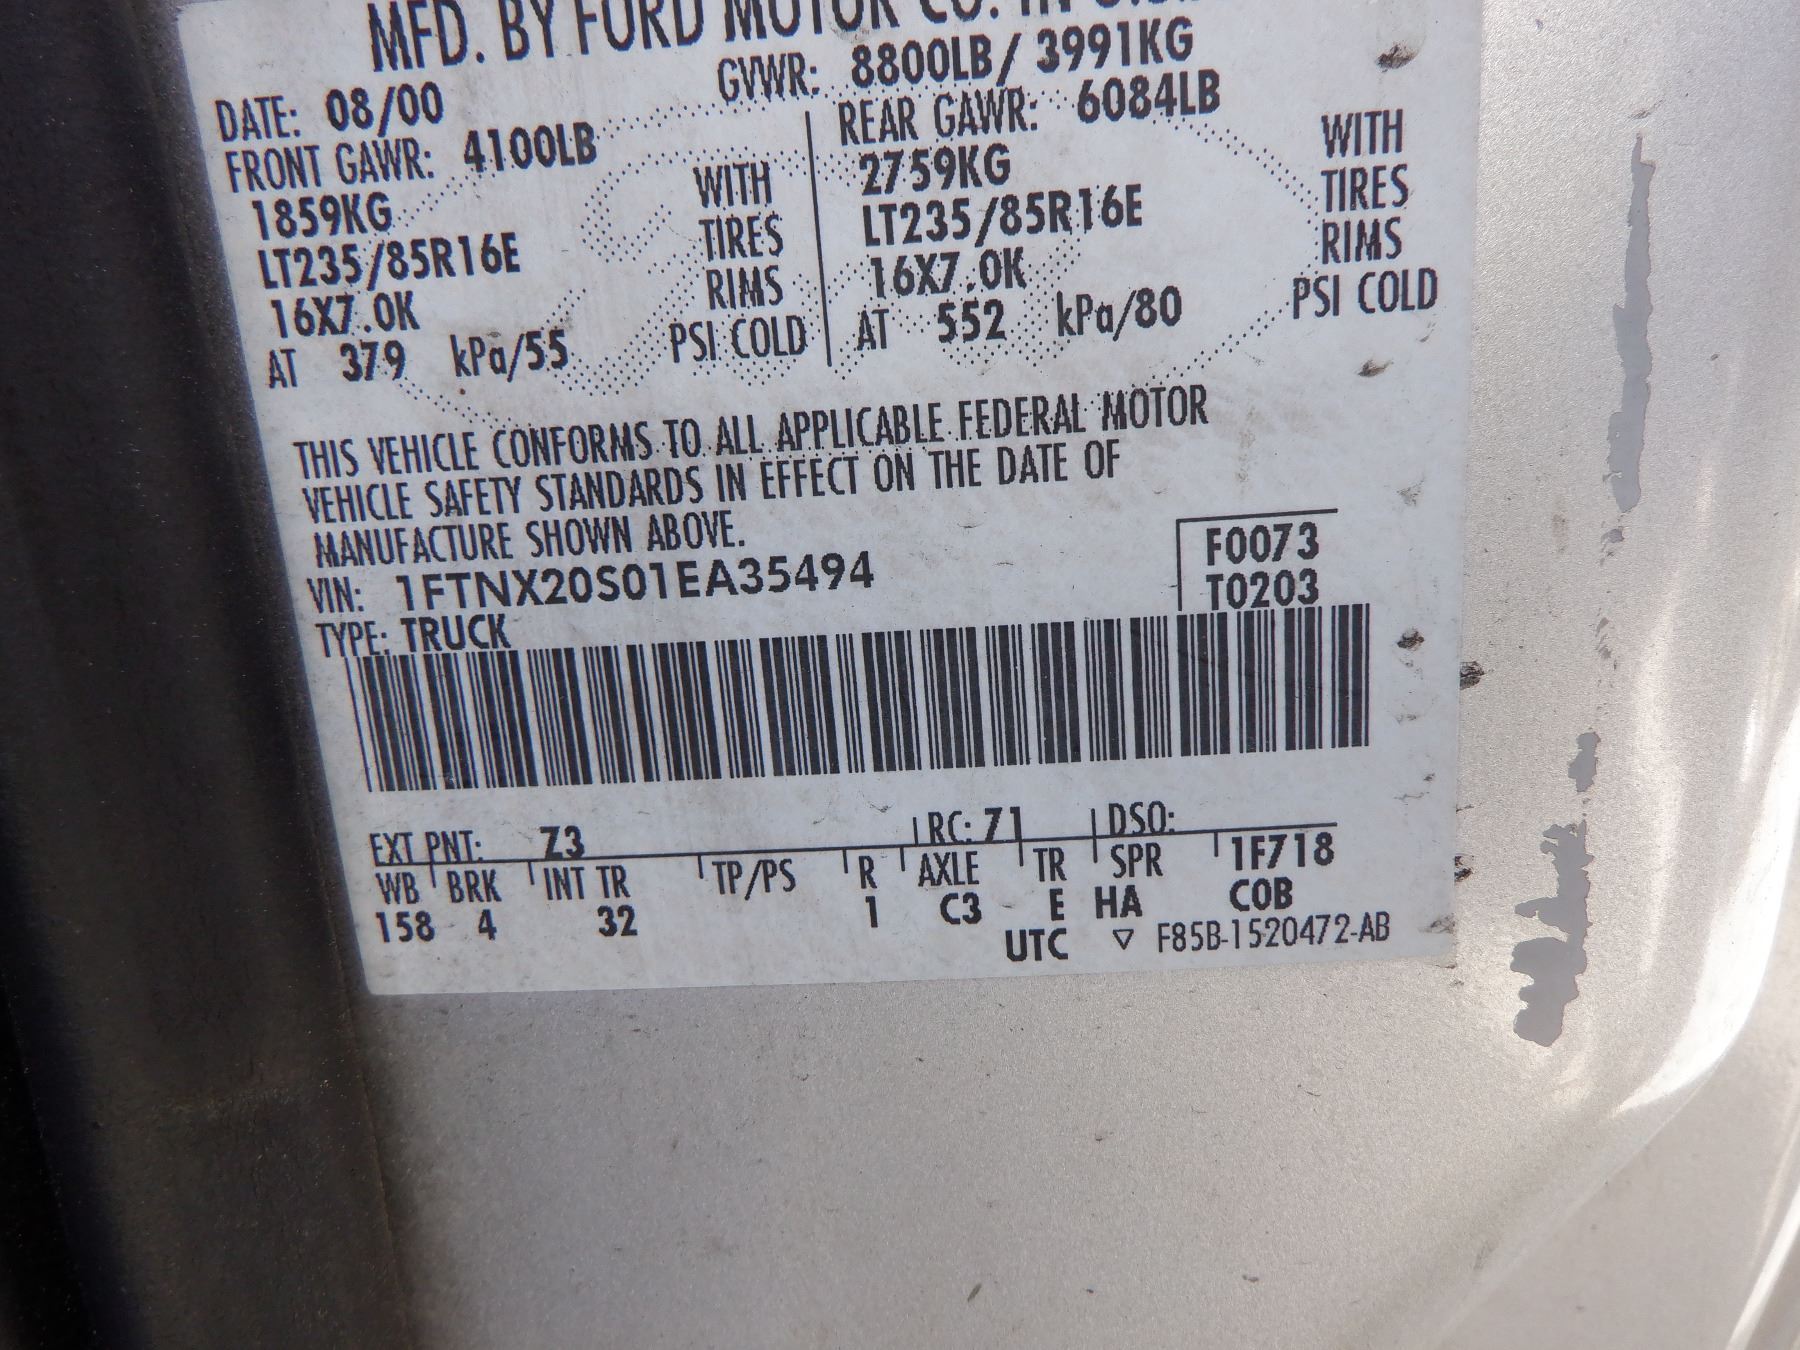 MFD. BY FORD MOTOR CO. IN
DATE: 08/00 GVWR: 8800LB/ 3991KG
FRONT GAWR: 4100LB REAR GAWR: 6084LB
1859KG WITH 2759KG WITH
LT235/85R16E TIRES LT235/85R16E TIRES
16X7.0K RIMS 16X7.0K RIMS
AT 379 kPa/55 PSI COLD AT 552 kPa/80 PSI COLD
THIS VEHICLE CONFORMS TO ALL APPLICABLE FEDERAL MOTOR
VEHICLE SAFETY STANDARDS IN EFFECT ON THE DATE OF
MANUFACTURE SHOWN ABOVE.
VIN: 1FTNX20S01EA35494 F0073
TYPE: TRUCK T0203
EXT PNT: Z3 RC: 71 DSO:
WB BRK INT TR TP/PS R AXLE TR SPR 1F718
158 4 32 1 C3 E HA COB
UTC ▽ F85B-1520472-AB